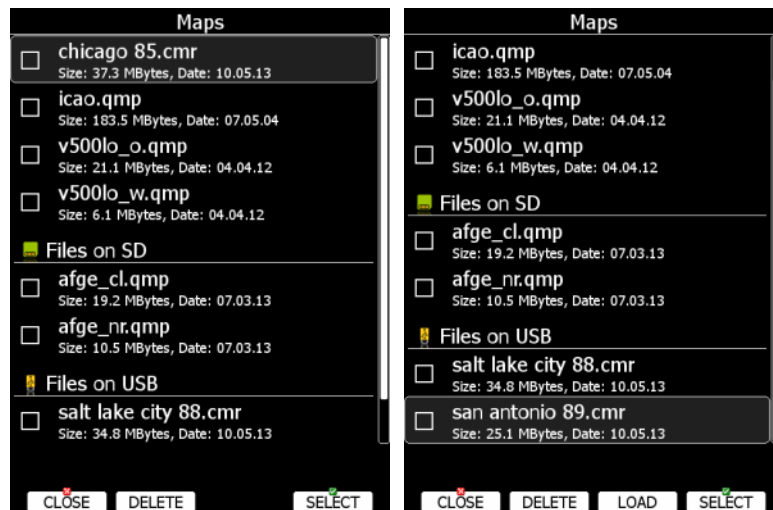 Maps
chicago 85.cmr
Size: 37.3 MBytes, Date: 10.05.13
icao.qmp
Size: 183.5 MBytes, Date: 07.05.04
v500lo_o.qmp
Size: 21.1 MBytes, Date: 04.04.12
v500lo_w.qmp
Size: 6.1 MBytes, Date: 04.04.12
Files on SD
afge_cl.qmp
Size: 19.2 MBytes, Date: 07.03.13
afge_nr.qmp
Size: 10.5 MBytes, Date: 07.03.13
Files on USB
salt lake city 88.cmr
Size: 34.8 MBytes, Date: 10.05.13
CLOSE DELETE SELECT
Maps
icao.qmp
Size: 183.5 MBytes, Date: 07.05.04
v500lo_o.qmp
Size: 21.1 MBytes, Date: 04.04.12
v500lo_w.qmp
Size: 6.1 MBytes, Date: 04.04.12
Files on SD
afge_cl.qmp
Size: 19.2 MBytes, Date: 07.03.13
afge_nr.qmp
Size: 10.5 MBytes, Date: 07.03.13
Files on USB
salt lake city 88.cmr
Size: 34.8 MBytes, Date: 10.05.13
san antonio 89.cmr
Size: 25.1 MBytes, Date: 10.05.13
CLOSE DELETE LOAD SELECT